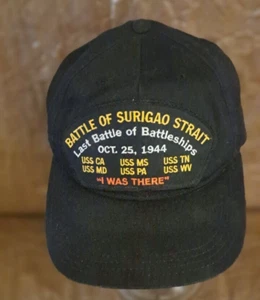 BATTLE OF SURIGAO STRAIT
Last Battle of Battleships
OCT. 25, 1944
USS CA USS MS USS TN
USS MD USS PA USS WV
"I WAS THERE"